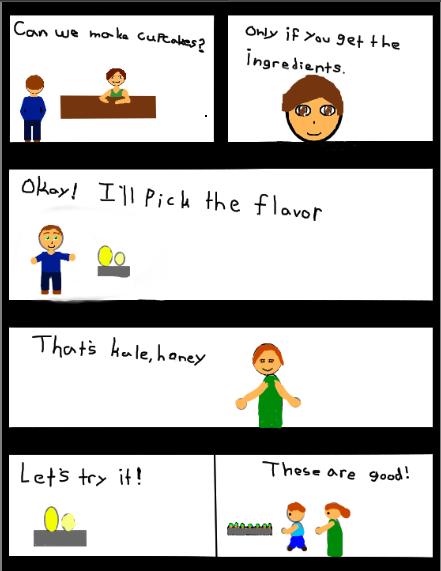 Can we make cupcakes?
Only if you get the
ingredients.
Okay! I'll Pick the flavor
That's kale, honey
Let's try it!
These are good!